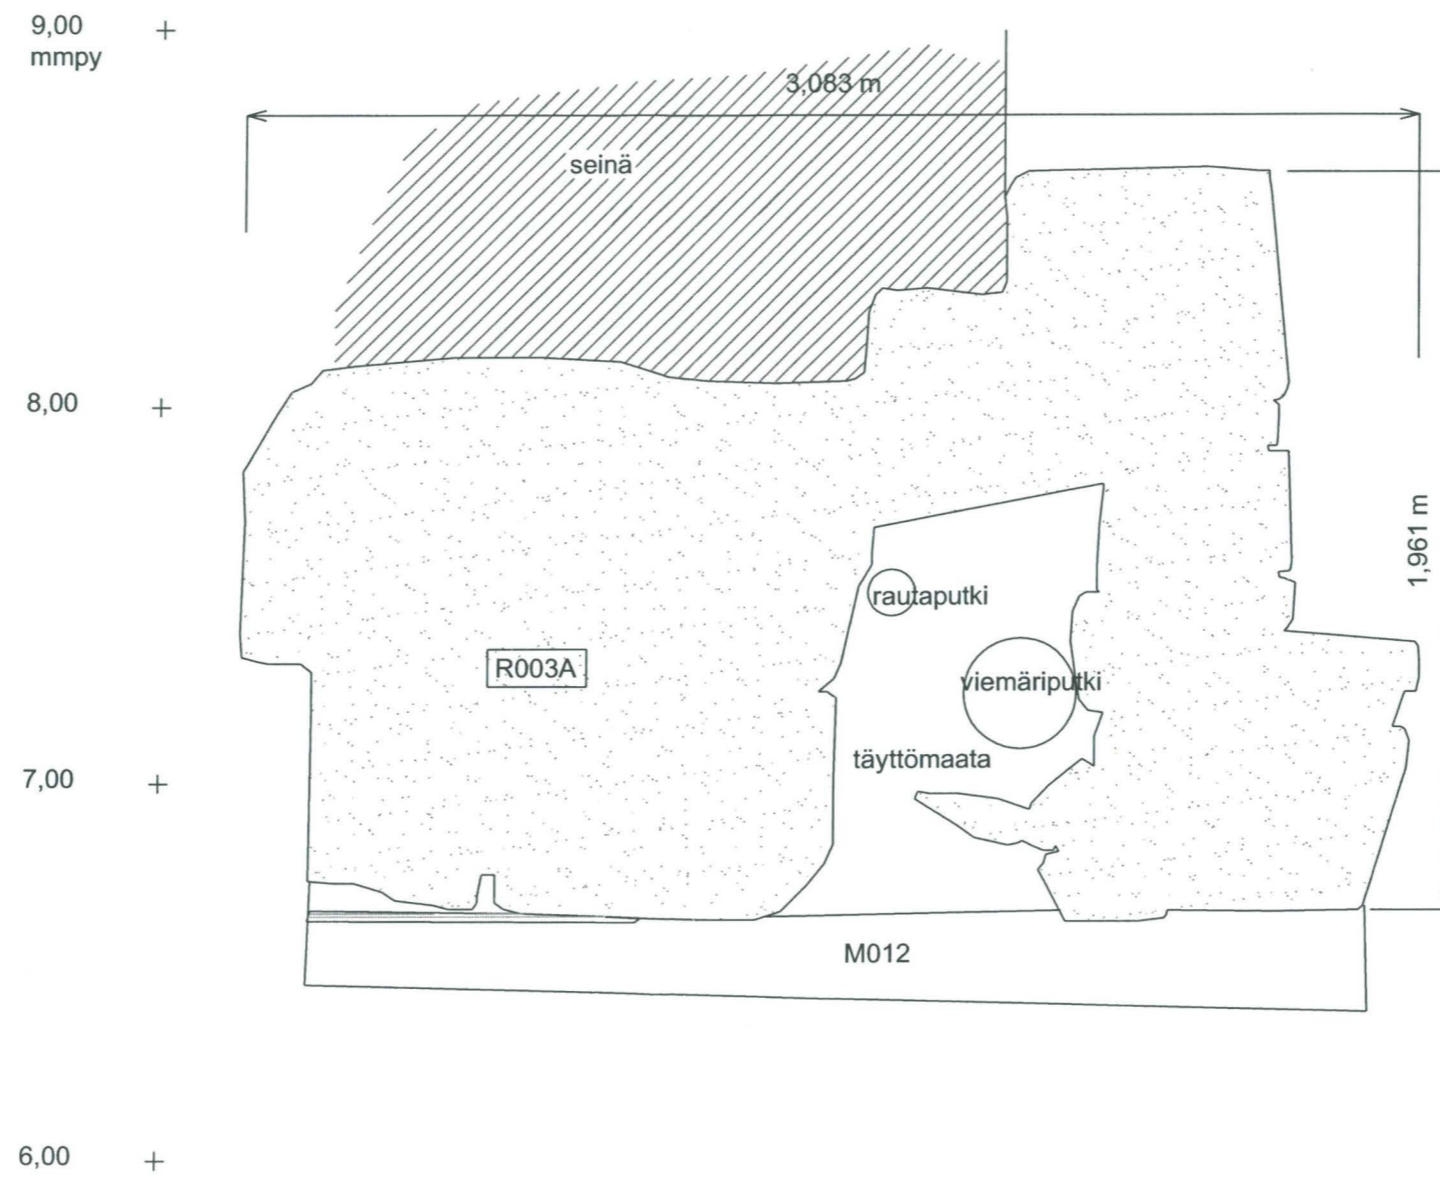 9,00
mmpy
3,083 m
seinä
8,00
1,961 m
rautaputki
R003A
viemäriputki
täyttömaata
7,00
M012
6,00